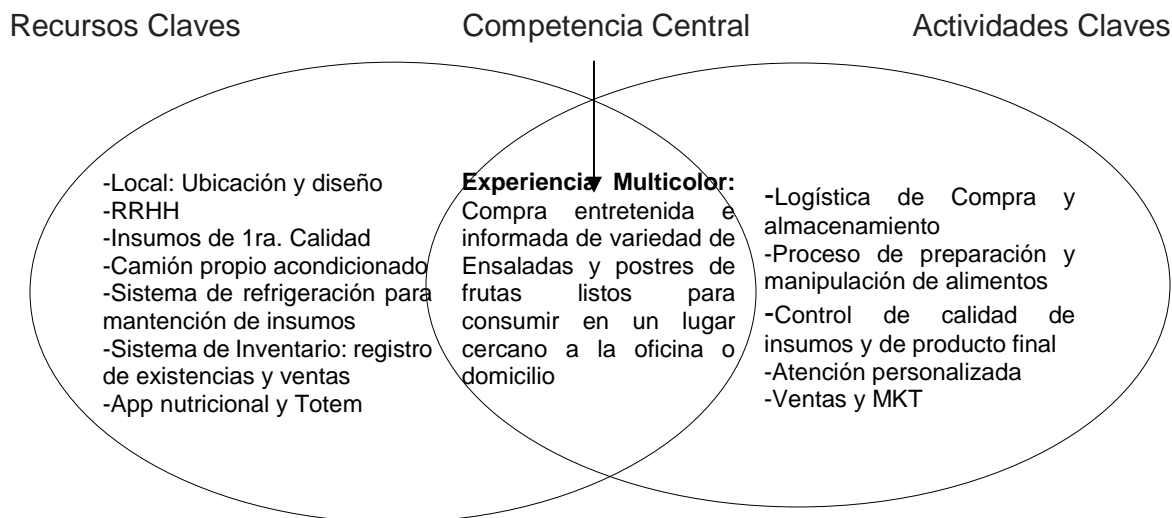 Recursos Claves
Competencia Central
Actividades Claves
-Local: Ubicación y diseño
-RRHH
-Insumos de 1ra. Calidad
-Camión propio acondicionado
-Sistema de refrigeración para
mantención de insumos
-Sistema de Inventario: registro
de existencias y ventas
-App nutricional y Totem
Experiencia Multicolor:
Compra entretenida e
informada de variedad de
Ensaladas y postres de
frutas listos para
consumir en un lugar
cercano a la oficina o
domicilio
-Logística de Compra y
almacenamiento
-Proceso de preparación y
manipulación de alimentos
-Control de calidad de
insumos y de producto final
-Atención personalizada
-Ventas y MKT